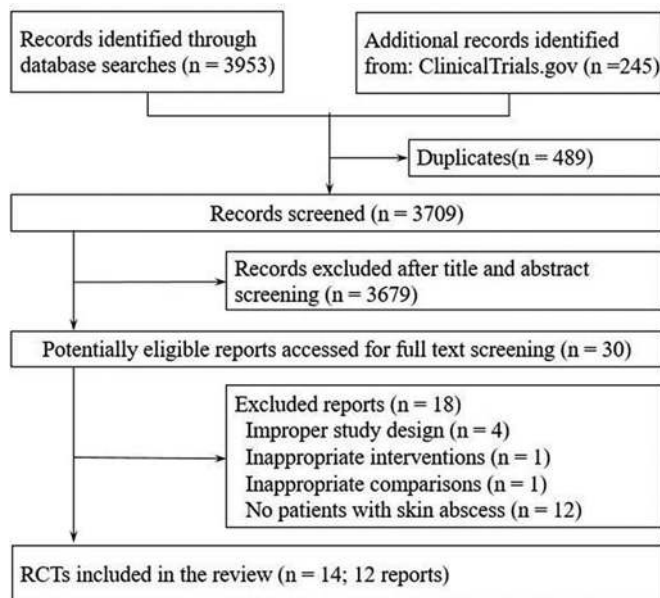 Records identified through
database searches (n = 3953)
Additional records identified
from: ClinicalTrials.gov (n =245)
Duplicates(n = 489)
Records screened (n = 3709)
Records excluded after title and abstract
screening (n = 3679)
Potentially eligible reports accessed for full text screening (n = 30)
Excluded reports (n = 18)
Improper study design (n = 4)
Inappropriate interventions (n = 1)
Inappropriate comparisons (n = 1)
No patients with skin abscess (n = 12)
RCTs included in the review (n = 14; 12 reports)